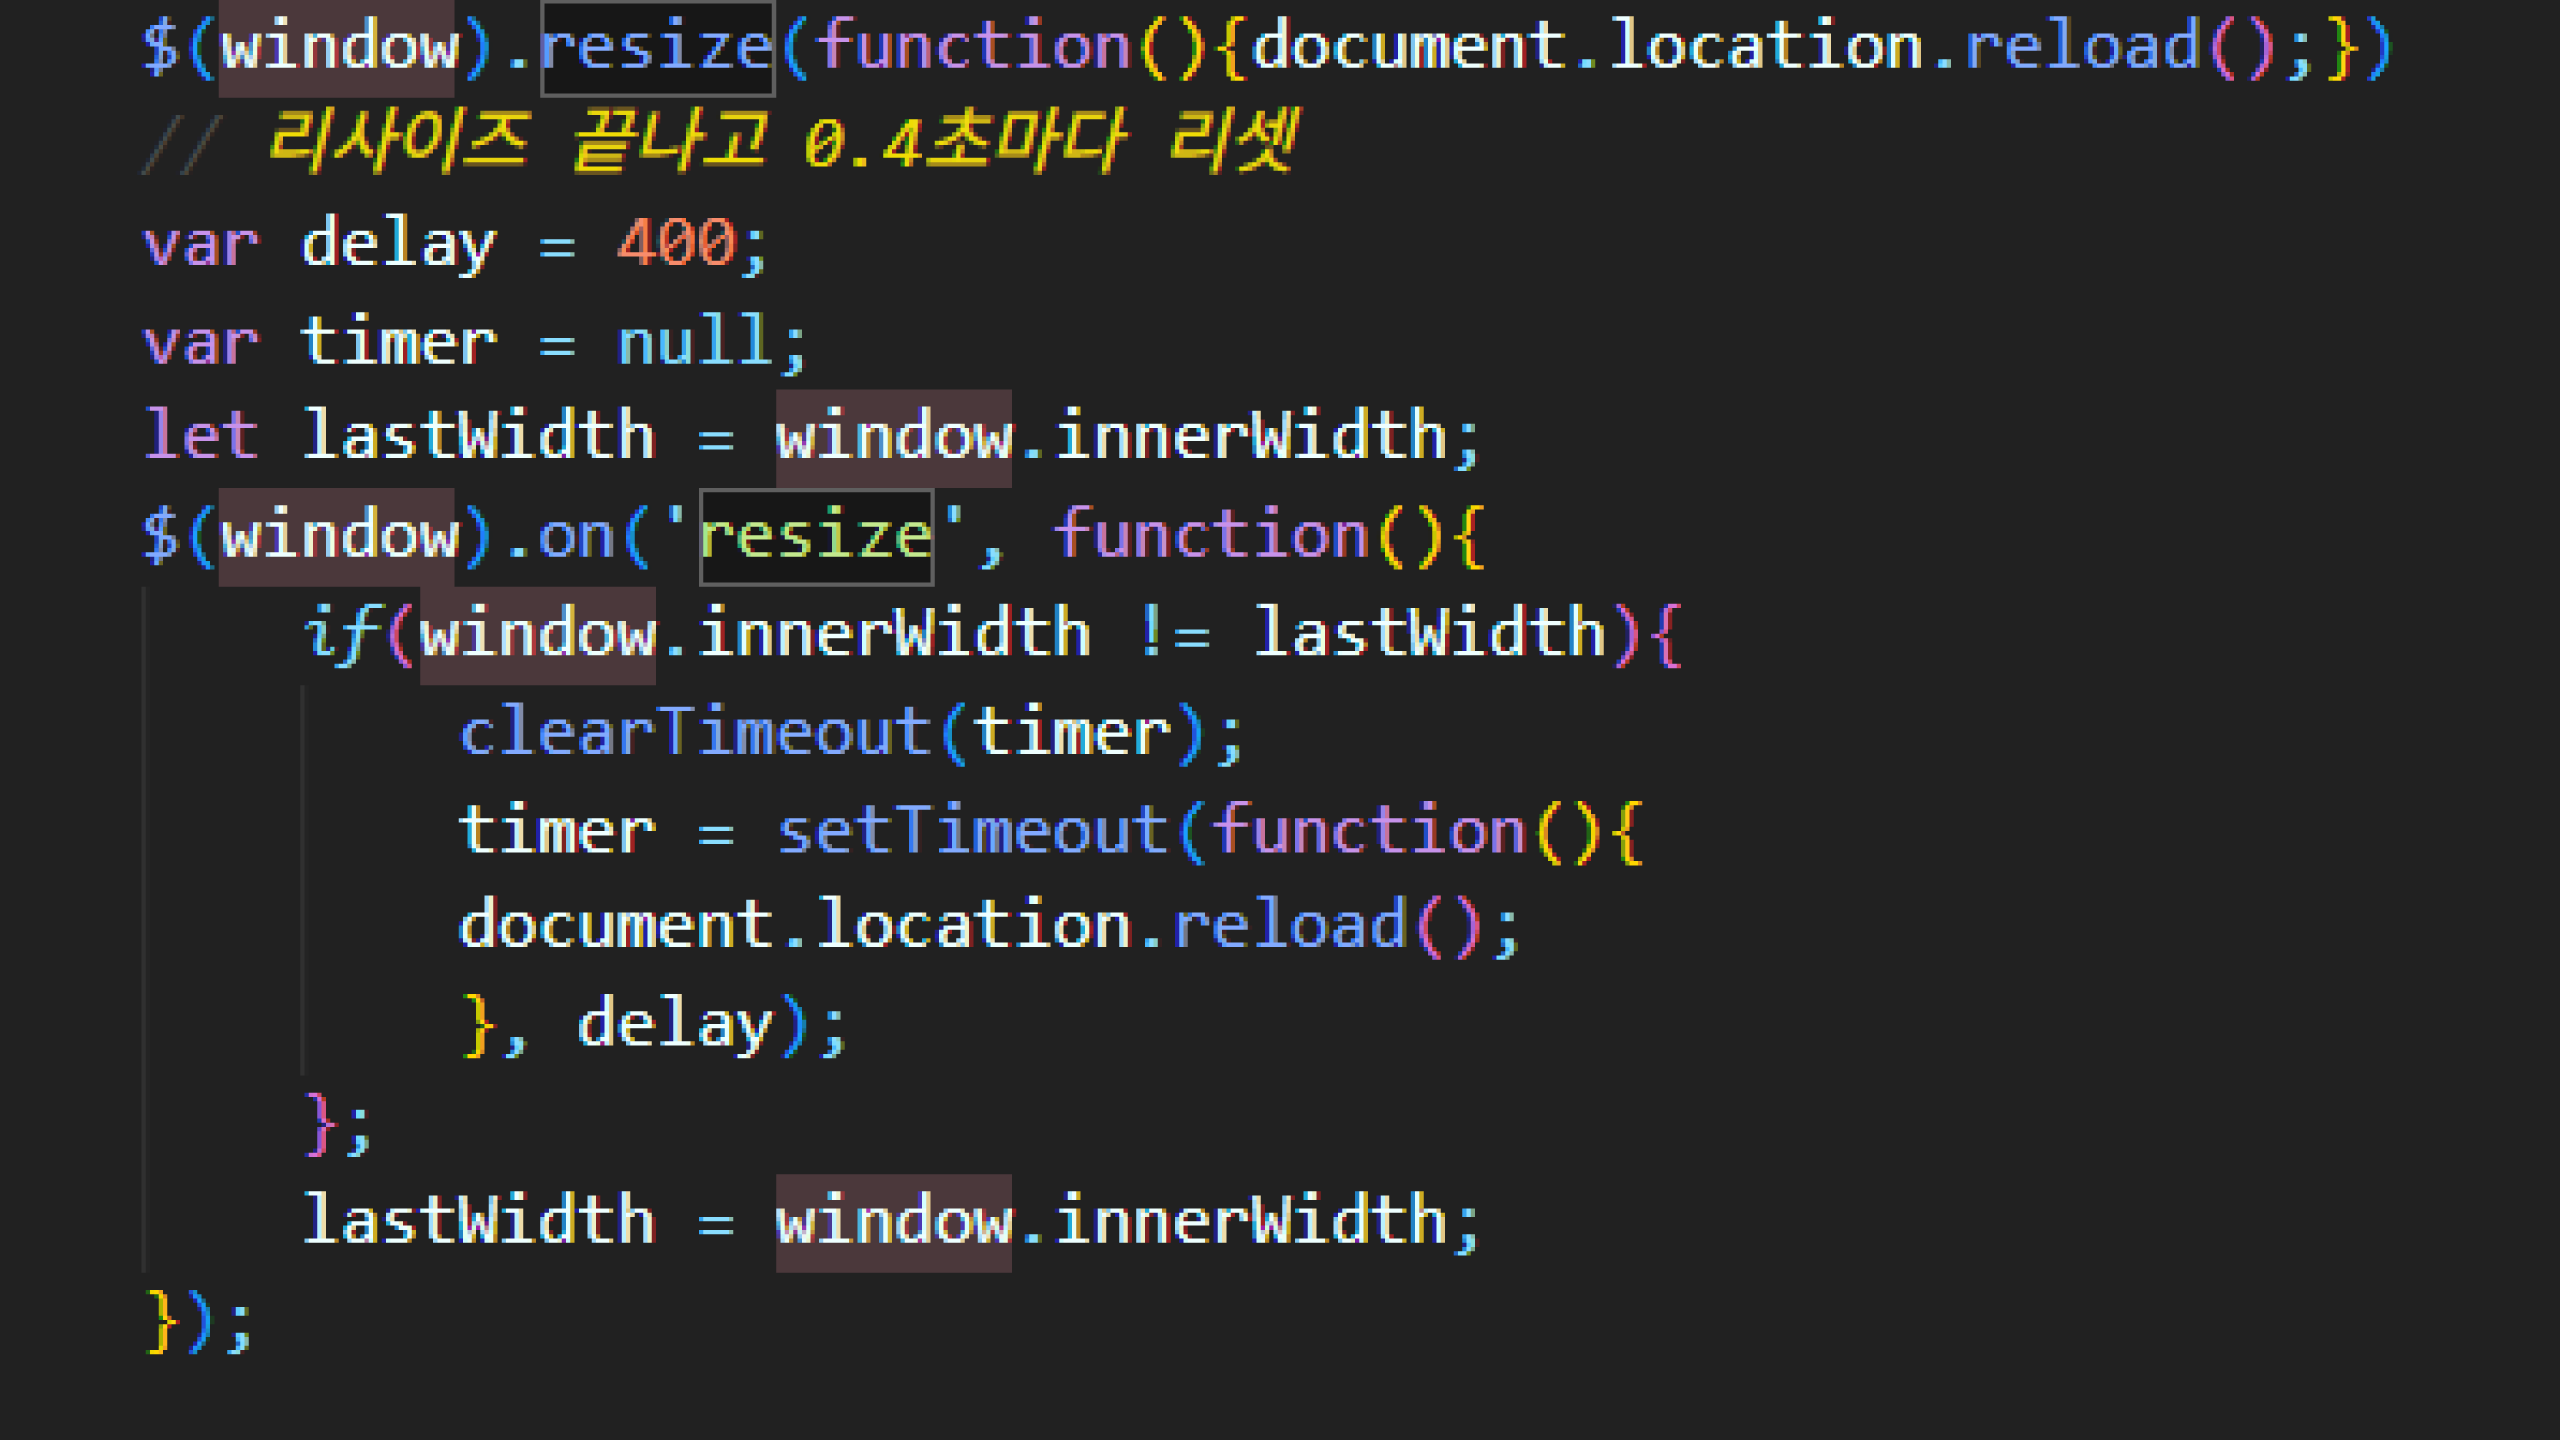 $(window).resize(function(){document.location.reload();})
// 리사이즈 끝나고 0.4초마다 리셋
var delay = 400;
var timer = null;
let lastWidth = window.innerWidth;
$(window).on('resize', function(){
    if(window.innerWidth != lastWidth){
        clearTimeout(timer);
        timer = setTimeout(function(){
        document.location.reload();
        }, delay);
    };
    lastWidth = window.innerWidth;
});